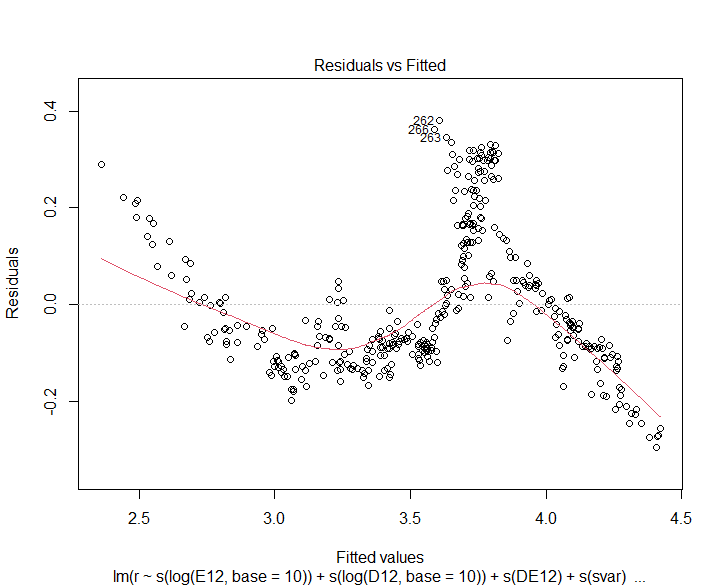 Residuals vs Fitted
0.4
0.2
0.0
-0.2
Residuals
262
266
263
2.5 3.0 3.5 4.0 4.5
Fitted values
lm(r ~ s(log(E12, base = 10)) + s(log(D12, base = 10)) + s(DE12) + s(svar) ...